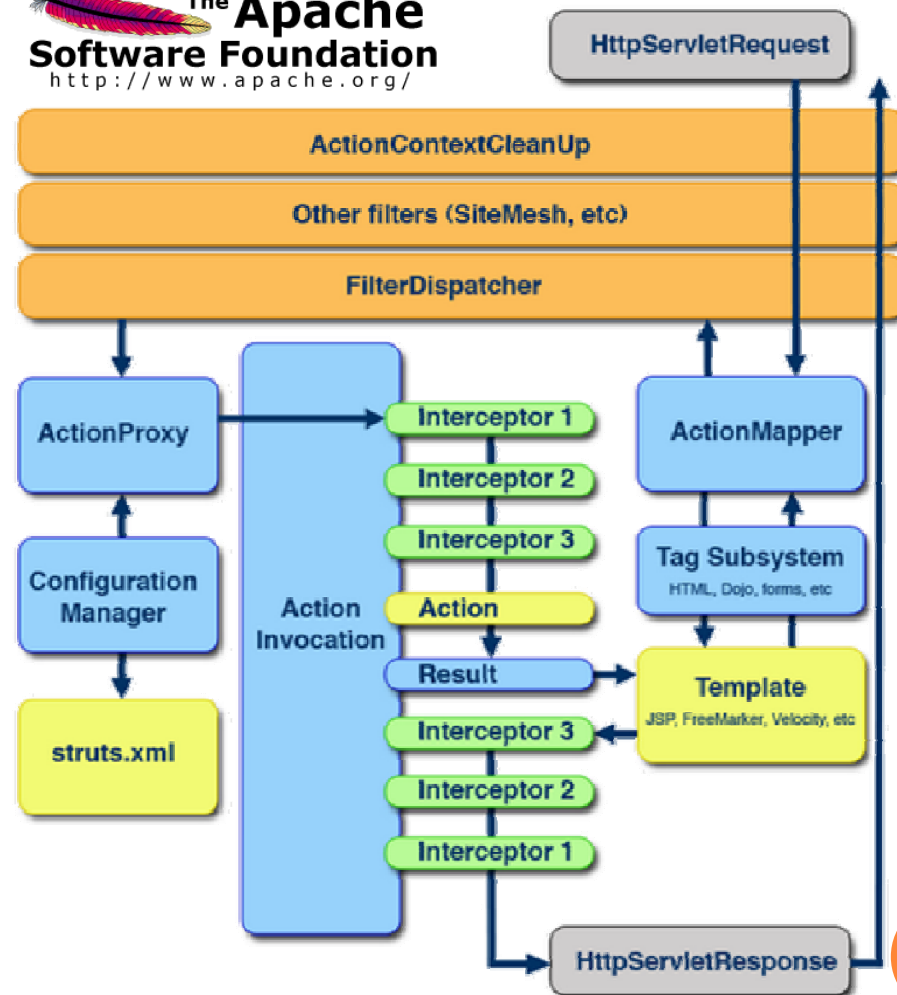 The Apache
Software Foundation
http://www.apache.org/
HttpServletRequest
ActionContextCleanUp
Other filters (SiteMesh, etc)
FilterDispatcher
ActionProxy
Configuration
Manager
struts.xml
Action
Invocation
Interceptor 1
Interceptor 2
Interceptor 3
Action
Result
Interceptor 3
Interceptor 2
Interceptor 1
ActionMapper
Tag Subsystem
HTML, Dojo, forms, etc
Template
JSP, FreeMarker, Velocity, etc
HttpServletResponse